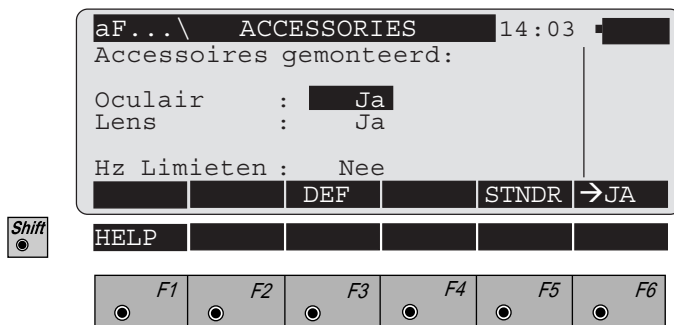 aF...\ ACCESSORIES 14:03
Accessoires gemonteerd:
Oculair : Ja
Lens : Ja
Hz Limieten : Nee
DEF STNDR →JA
Shift
HELP
F1 F2 F3 F4 F5 F6